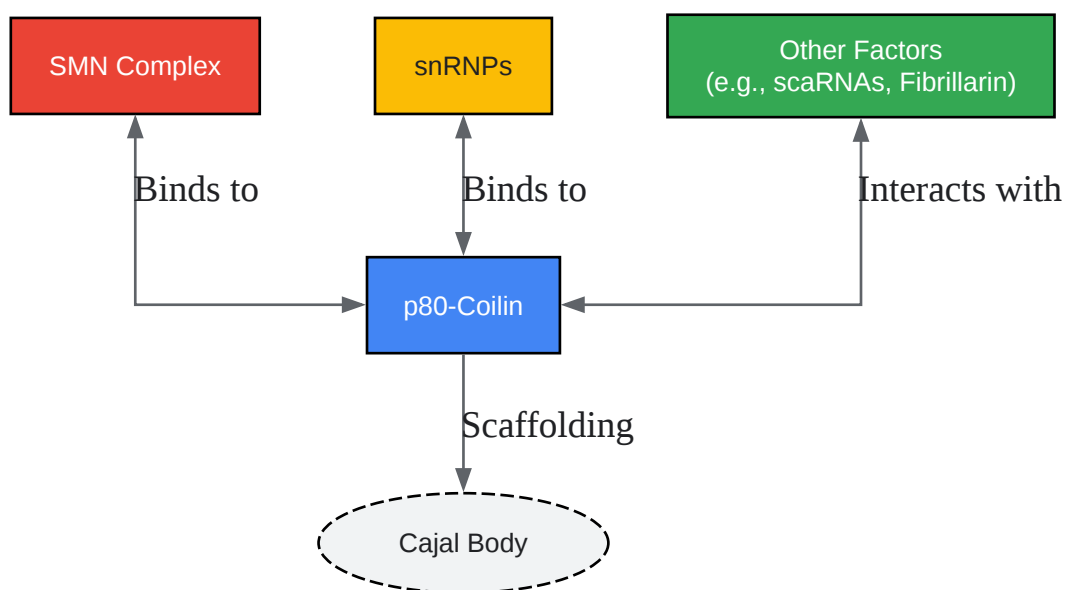 SMN Complex
snRNPs
Other Factors
(e.g., scaRNAs, Fibrillarin)
Binds to
Binds to
Interacts with
p80-Coilin
Scaffolding
Cajal Body